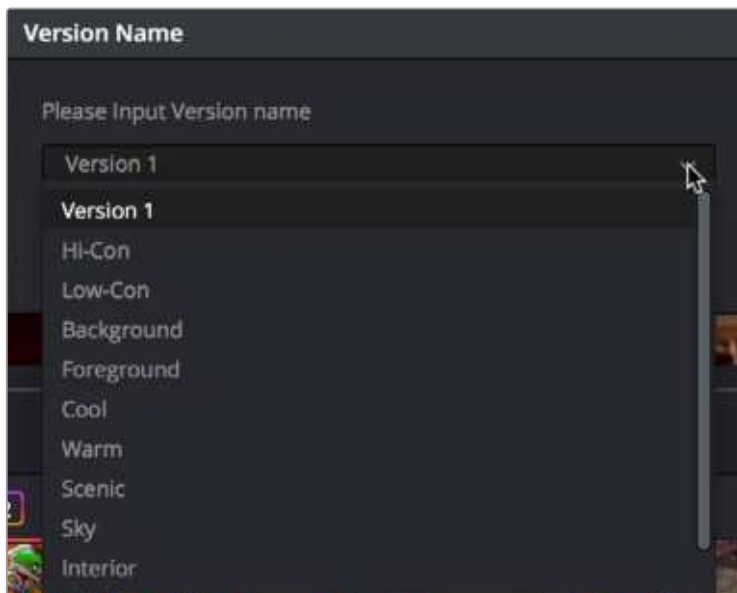 Version Name
Please Input Version name
Version 1
Version 1
Hi-Con
Low-Con
Background
Foreground
Cool
Warm
Scenic
Sky
Interior